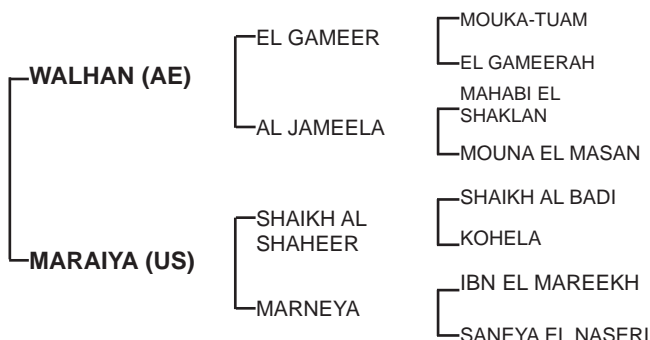 MOUKA-TUAM
EL GAMEER
EL GAMEERAH
WALHAN (AE)
MAHABI EL
SHAKLAN
AL JAMEELA
MOUNA EL MASAN
SHAIKH AL BADI
SHAIKH AL
SHAHEER
KOHELA
MARAIYA (US)
IBN EL MAREEKH
MARNEYA
SANEYA EL NASERI